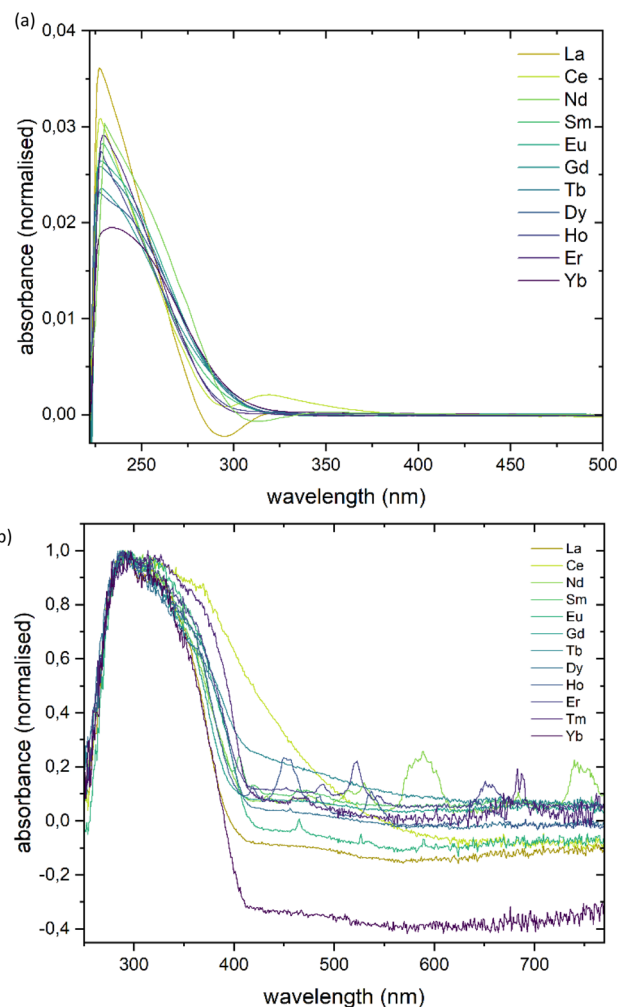 (a)
0,04
0,03
0,02
0,01
0,00
absorbance (normalised)
250
300
350
400
450
500
wavelength (nm)
La
Ce
Nd
Sm
Eu
Gd
Tb
Dy
Ho
Er
Yb
b)
1,0
0,8
0,6
0,4
0,2
0,0
-0,2
-0,4
absorbance (normalised)
300
400
500
600
700
wavelength (nm)
La
Ce
Nd
Sm
Eu
Gd
Tb
Dy
Ho
Er
Tm
Yb